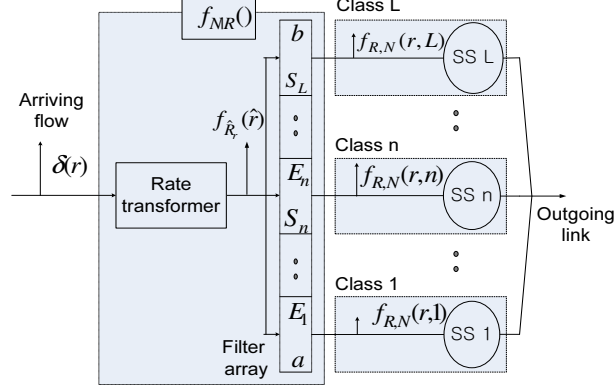 Class L
f_{N|R}()
b
f_{R,N}(r,L)
SS L
S_L
Arriving
flow
f_{\hat{R}_r}(\hat{r})
Class n
δ(r)
E_n
f_{R,N}(r,n)
SS n
Rate
transformer
S_n
Outgoing
link
Class 1
E_1
f_{R,N}(r,1)
SS 1
Filter
array
a